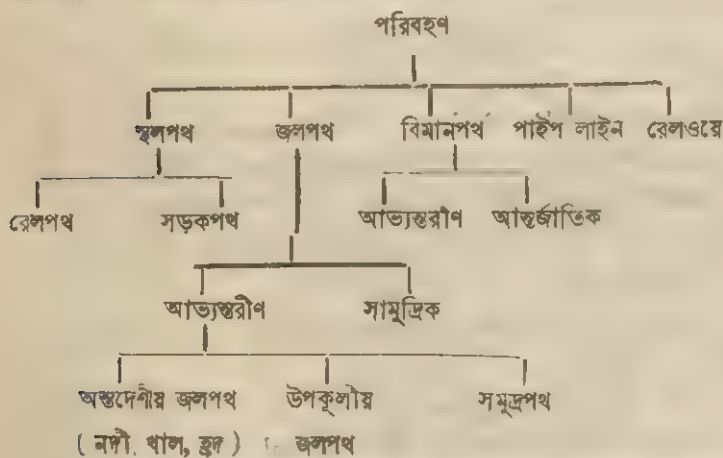 পরিবহণ
স্থলপথ জলপথ বিমানপথ পাইপ লাইন রেলওয়ে
রেলপথ সড়কপথ আভ্যন্তরীণ আন্তর্জাতিক
আভ্যন্তরীণ সামুদ্রিক
অন্তদেশীয় জলপথ উপকূলীয় সমুদ্রপথ
( নদী, খাল, হ্রদ ) জলপথ